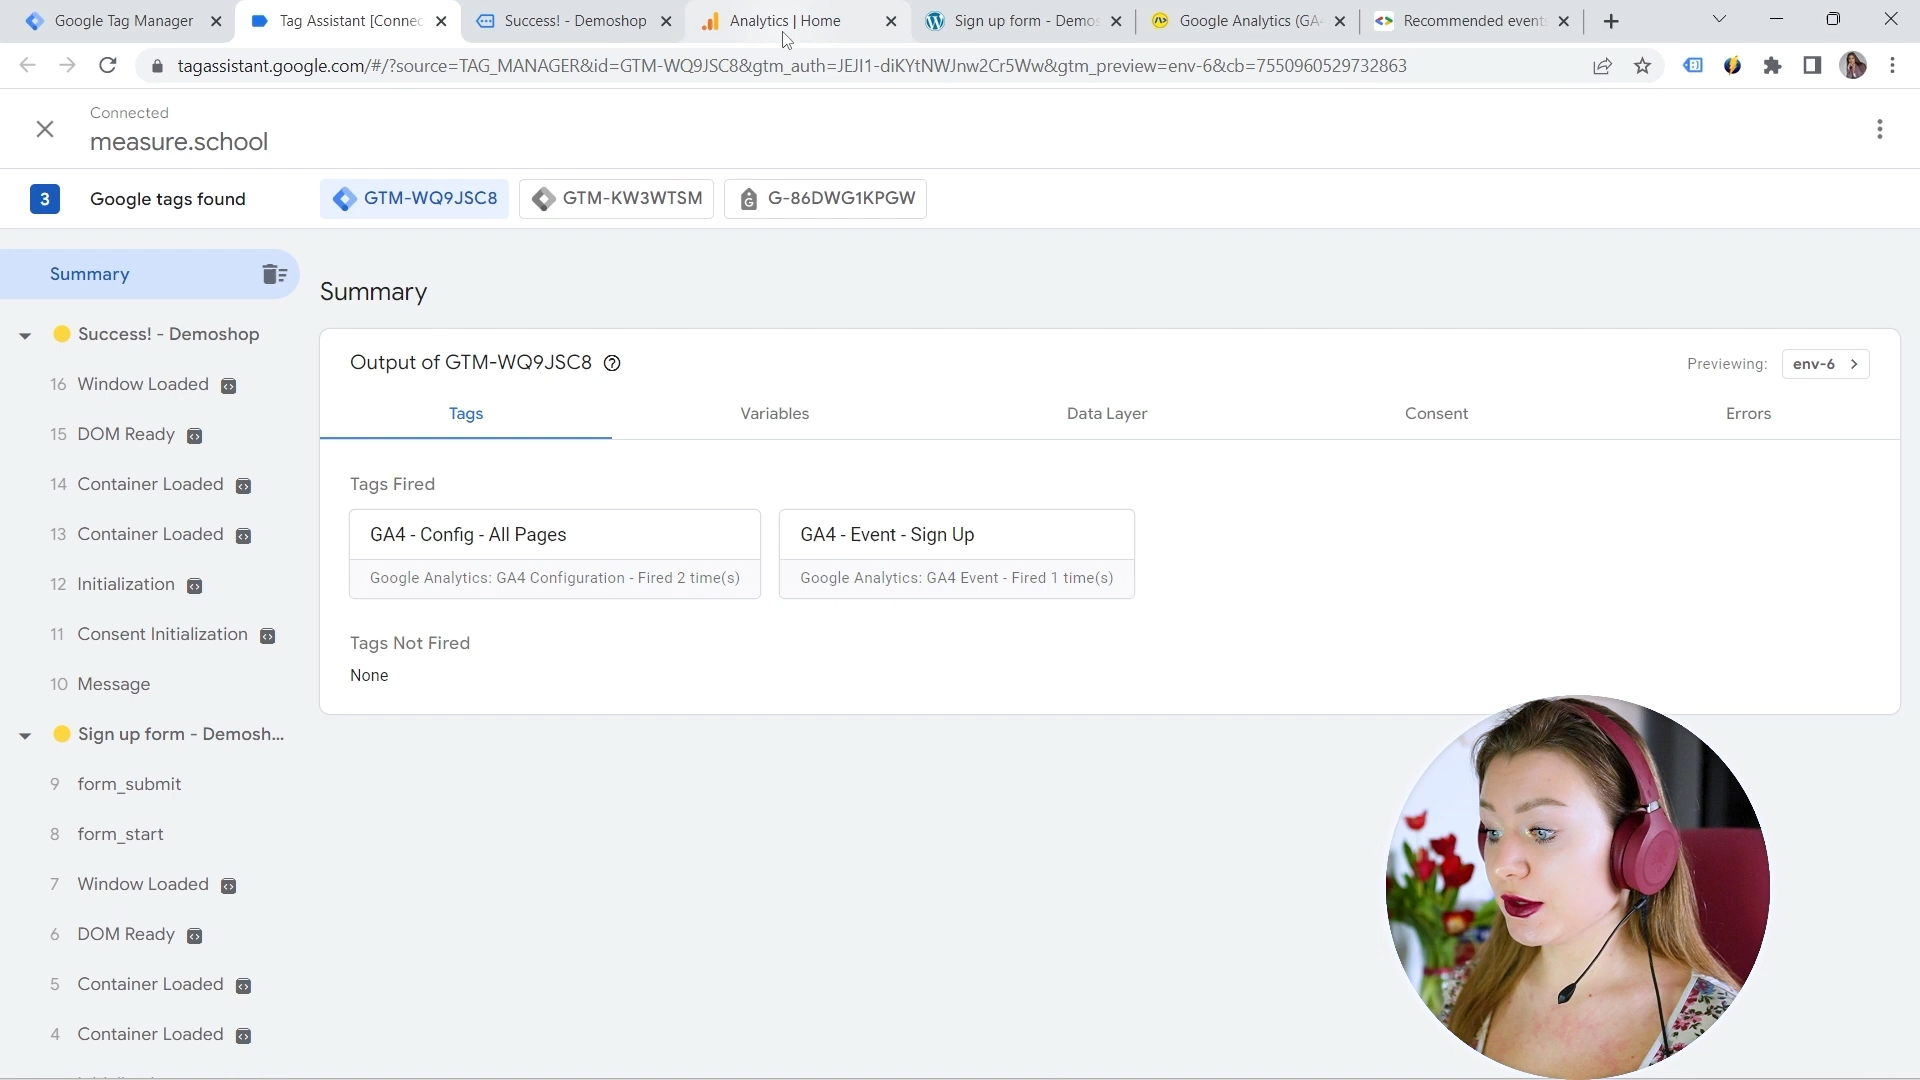 Google Tag Manager
Tag Assistant [Connec
Success! - Demoshop
Analytics | Home
Sign up form - Demos
Google Analytics (GA
Recommended event
tagassistant.google.com/#/?source=TAG_MANAGER&id=GTM-WQ9JSC8&gtm_auth=JEJI1-diKYtNWJnw2Cr5Ww&gtm_preview=env-6&cb=7550960529732863
Connected
measure.school
3
Google tags found
GTM-WQ9JSC8
GTM-KW3WTSM
G-86DWG1KPGW
Summary
Success! - Demoshop
16 Window Loaded
15 DOM Ready
14 Container Loaded
13 Container Loaded
12 Initialization
11 Consent Initialization
10 Message
Sign up form - Demosh...
9 form_submit
8 form_start
7 Window Loaded
6 DOM Ready
5 Container Loaded
4 Container Loaded
Summary
Output of GTM-WQ9JSC8
Previewing:
env-6
Tags
Variables
Data Layer
Consent
Errors
Tags Fired
GA4 - Config - All Pages
Google Analytics: GA4 Configuration - Fired 2 time(s)
GA4 - Event - Sign Up
Google Analytics: GA4 Event - Fired 1 time(s)
Tags Not Fired
None